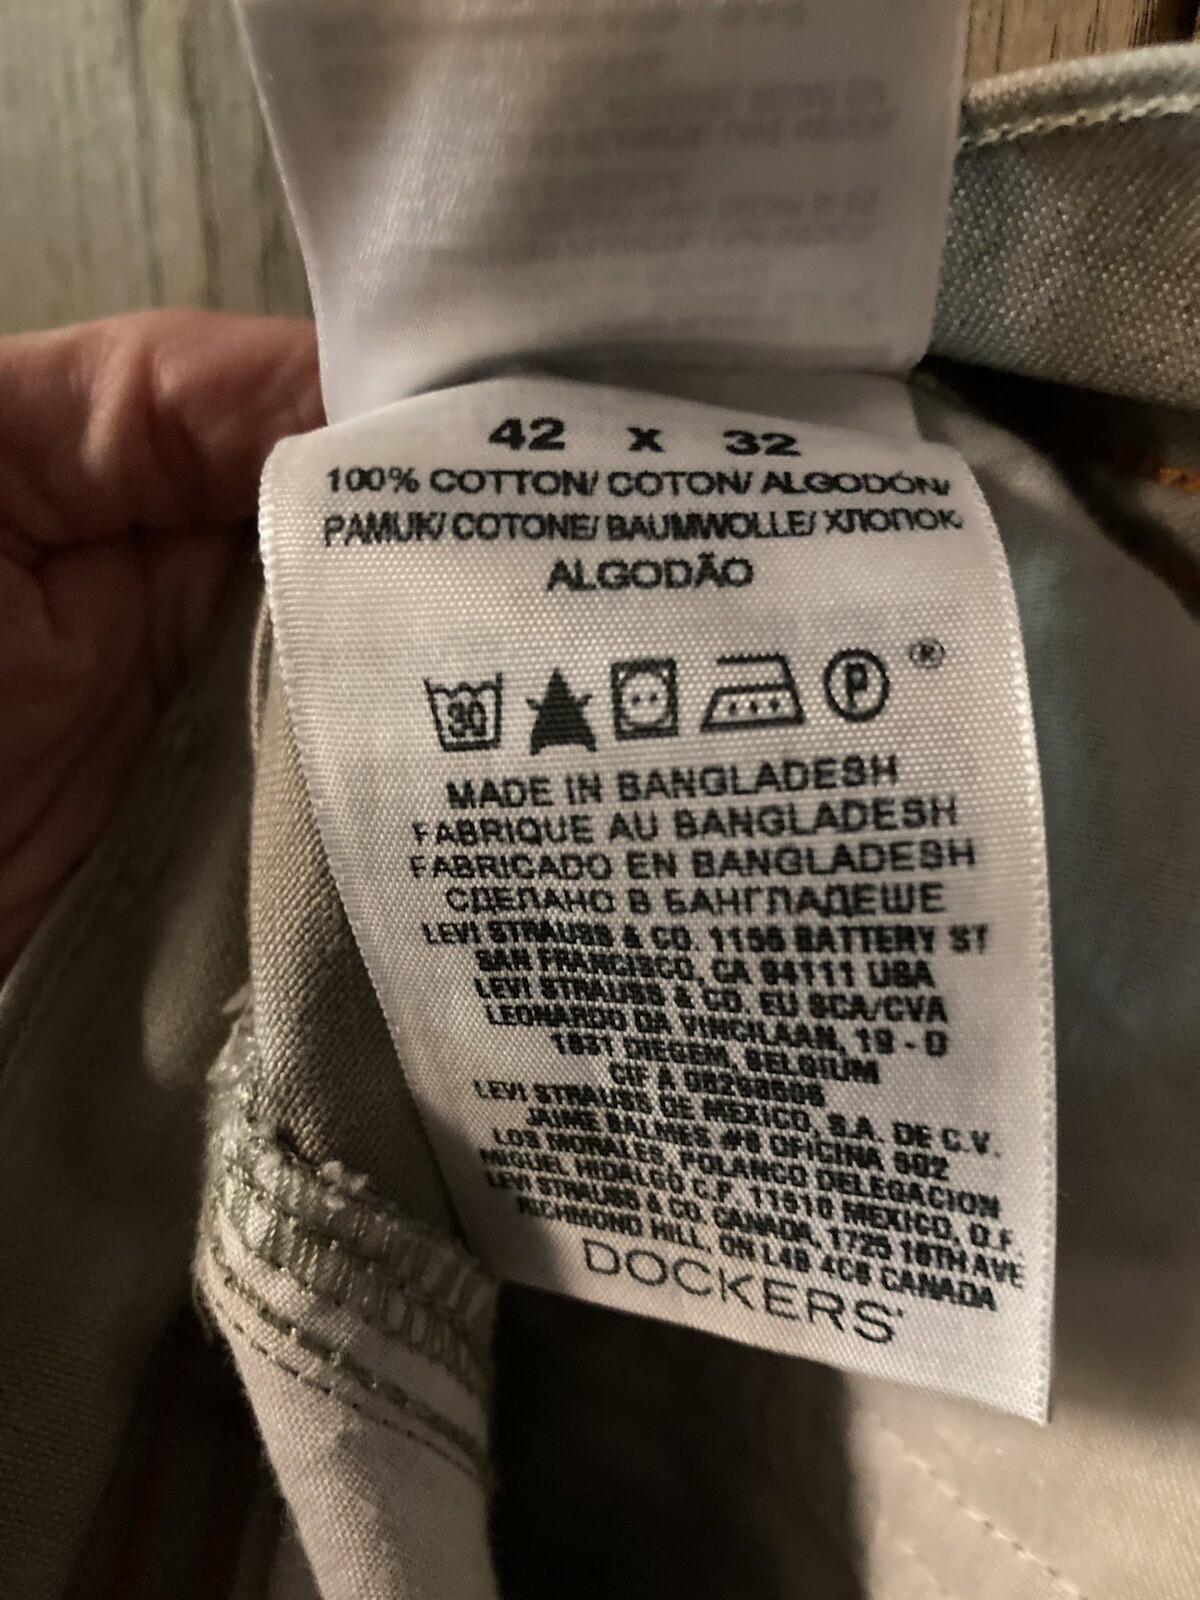 42 x 32
100% COTTON/ COTON/ ALGODÓN/
PAMUK/ COTONE/ BAUMWOLLE/ ХЛОПОК
ALGODÃO
30
P ®
MADE IN BANGLADESH
FABRIQUE AU BANGLADESH
FABRICADO EN BANGLADESH
СДЕЛАНО В БАНГЛАДЕШЕ
LEVI STRAUSS & CO. 1155 BATTERY ST
SAN FRANCISCO, CA 94111 USA
LEVI STRAUSS & CO. EU SCA/CVA
LEONARDO DA VINCILAAN, 19 - D
1831 DIEGEM, BELGIUM
CIF A
LEVI STRAUSS DE MEXICO, S.A. DE C.V.
JAIME BALMES #8 OFICINA 602
LOS MORALES, POLANCO DELEGACION
MIGUEL HIDALGO C.P. 11510 MEXICO, D.F.
LEVI STRAUSS & CO. CANADA, 1725 16TH AVE
RICHMOND HILL, ON L4B 4C6 CANADA
DOCKERS